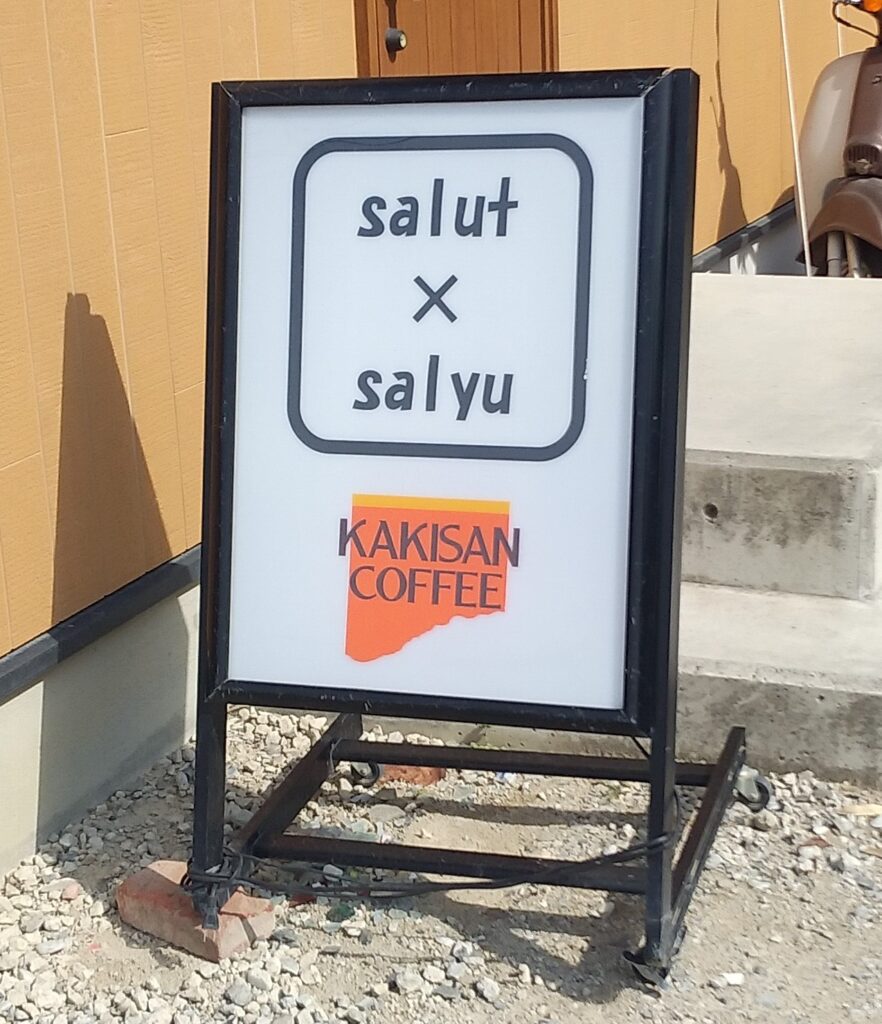 salut
×
salyu
KAKISAN
COFFEE